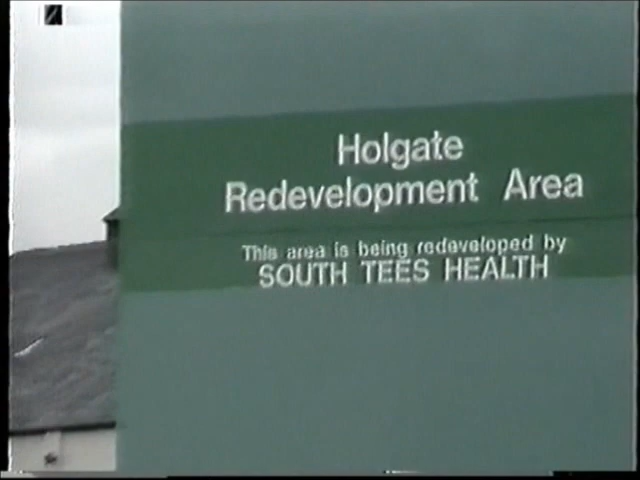 Holgate
Redevelopment Area
This area is being redeveloped by
SOUTH TEES HEALTH